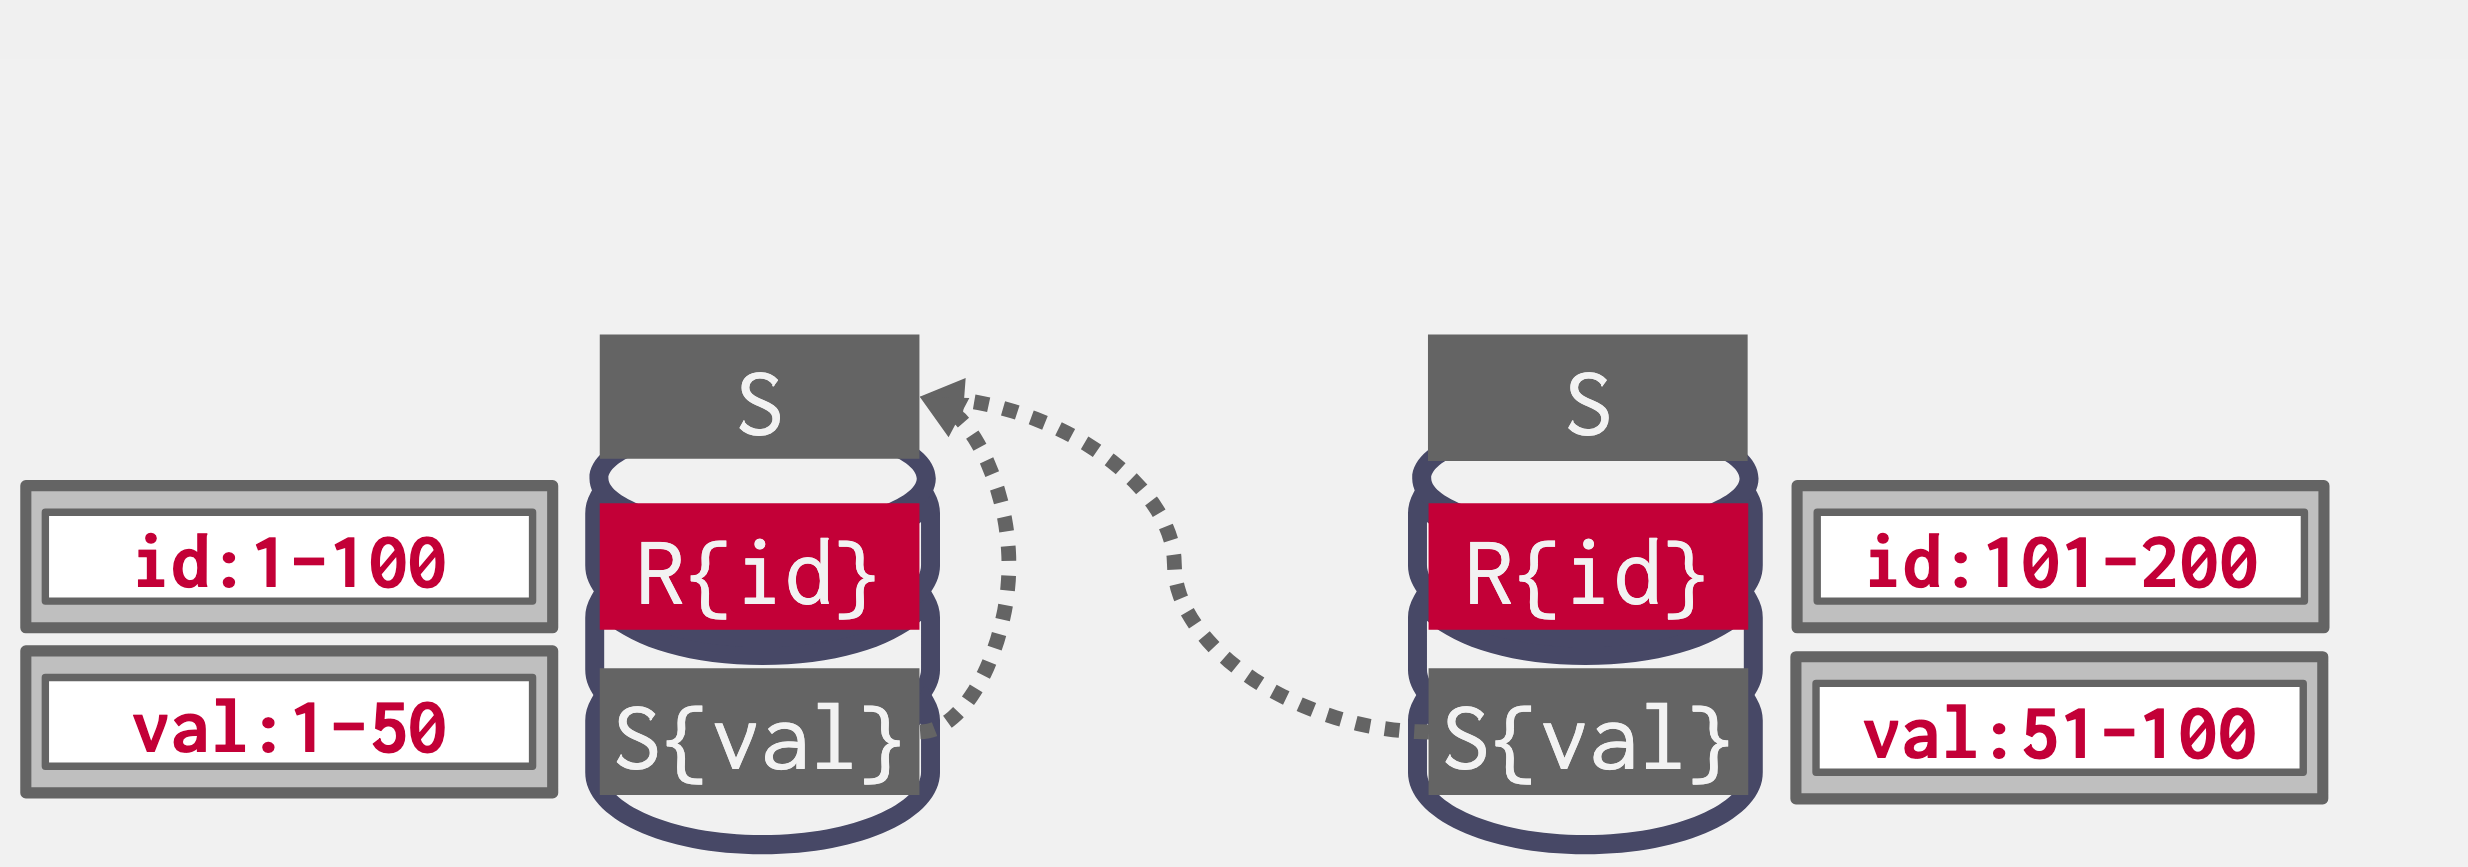 S
S
id:1-100
R{id}
R{id}
id:101-200
val:1-50
S{val}
S{val}
val:51-100